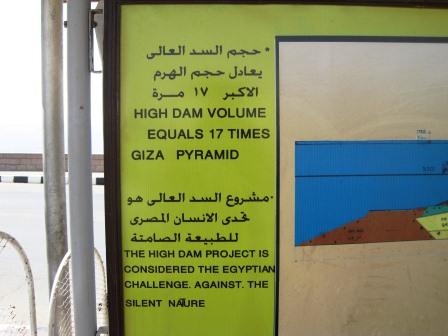 * حجم السد العالى
يعادل حجم الهرم
الاكبر ١٧ مرة
HIGH DAM VOLUME
EQUALS 17 TIMES
GIZA PYRAMID
• مشروع السد العالى هو
تحدى الانسان المصرى
للطبيعة الصامتة
THE HIGH DAM PROJECT IS
CONSIDERED THE EGYPTIAN
CHALLENGE. AGAINST. THE
SILENT NATURE